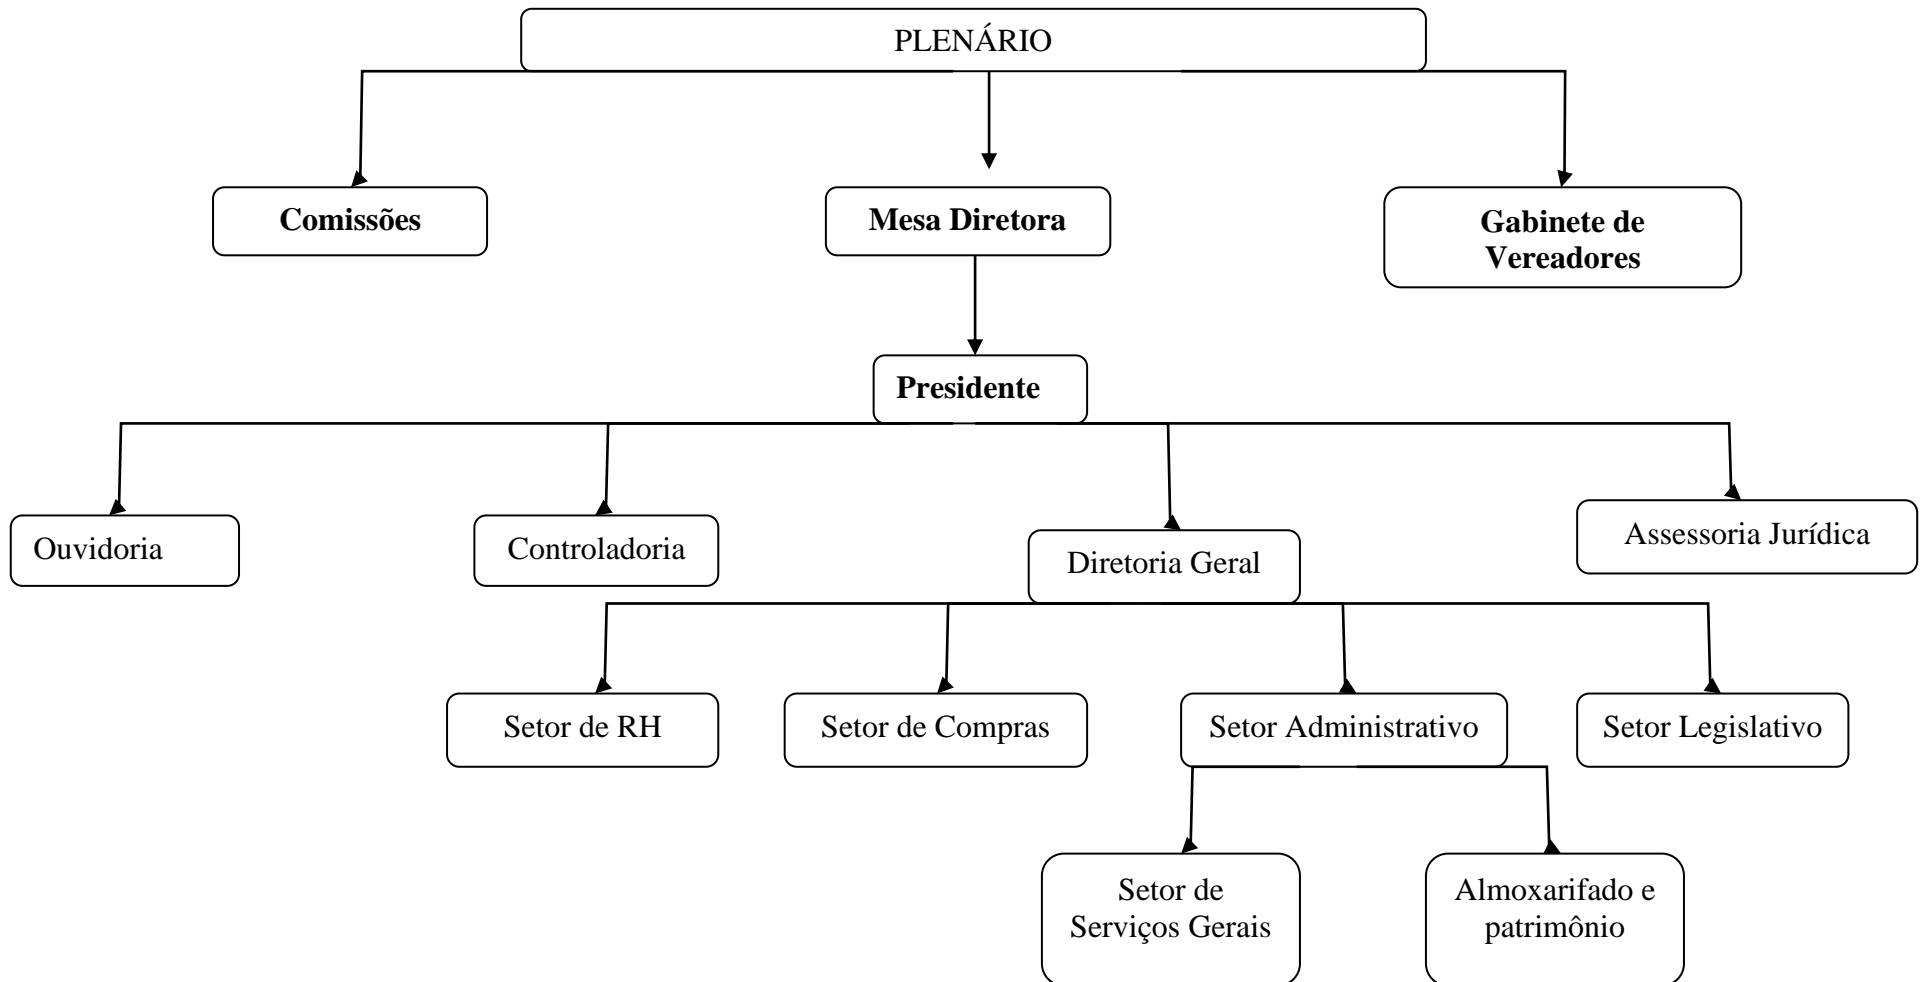 PLENÁRIO
Comissões
Mesa Diretora
Gabinete de
Vereadores
Presidente
Ouvidoria
Controladoria
Diretoria Geral
Assessoria Jurídica
Setor de RH
Setor de Compras
Setor Administrativo
Setor Legislativo
Setor de
Serviços Gerais
Almoxarifado e
patrimônio